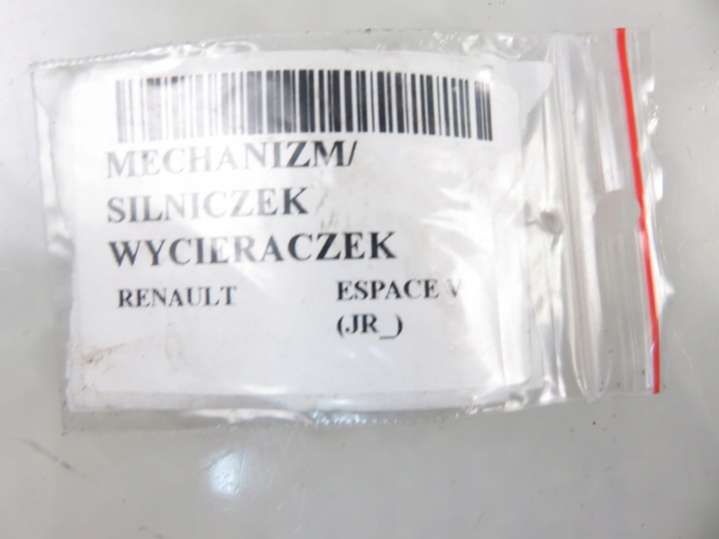 MECHANIZM/
SILNICZEK
WYCIERACZEK
RENAULT ESPACE V
(JR_)